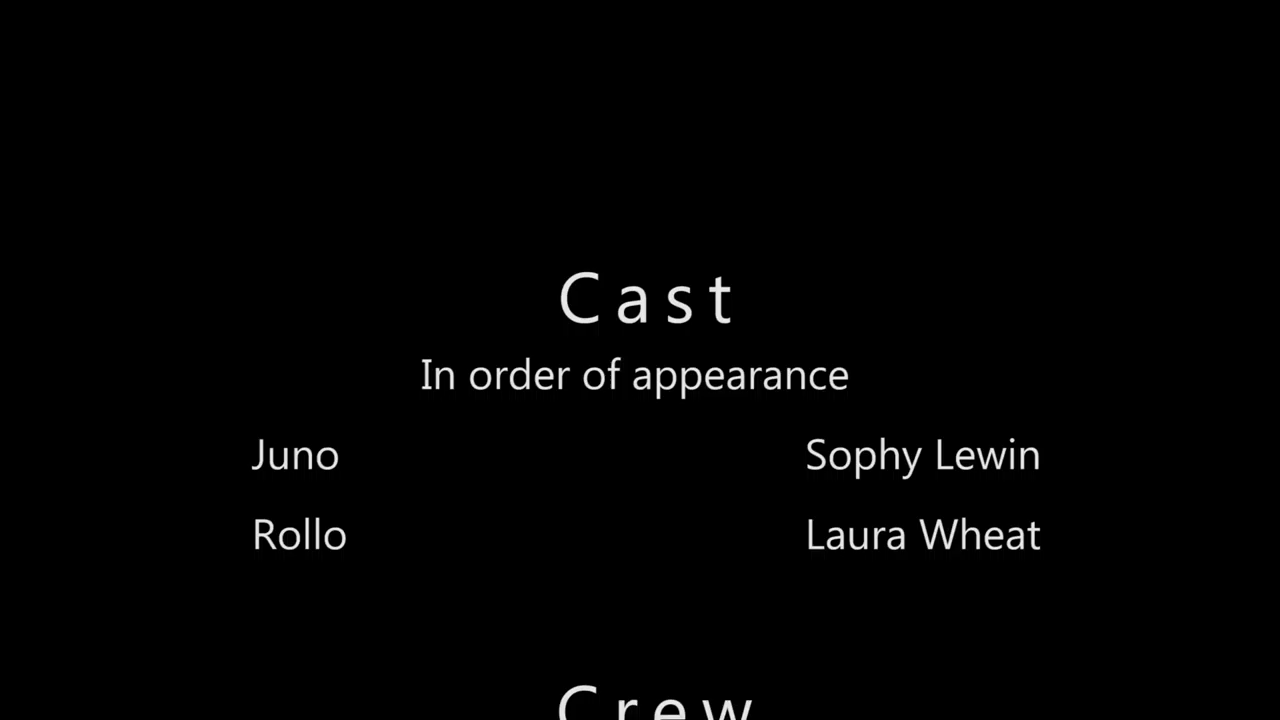 Cast
In order of appearance
Juno Sophy Lewin
Rollo Laura Wheat
Crew